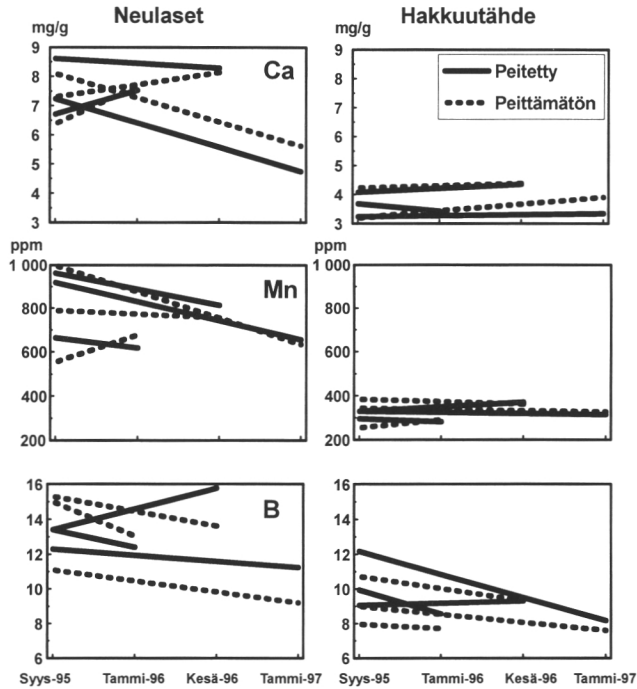 Neulaset Hakkuutähde
mg/g mg/g
9 9
8 Ca 8 Peitetty
7 7 Peittämätön
6 6
5 5
4 4
3 3
ppm ppm
1 000 1 000
Mn
800 800
600 600
400 400
200 200
16 16
14 B 14
12 12
10 10
8 8
6 6
Syys-95 Tammi-96 Kesä-96 Tammi-97 Syys-95 Tammi-96 Kesä-96 Tammi-97